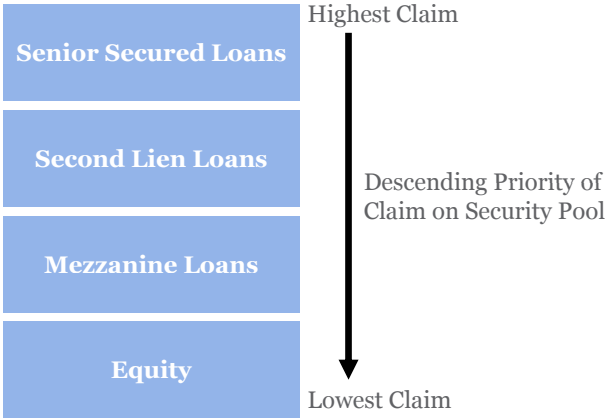 Highest Claim
Senior Secured Loans
Second Lien Loans
Descending Priority of
Claim on Security Pool
Mezzanine Loans
Equity
Lowest Claim